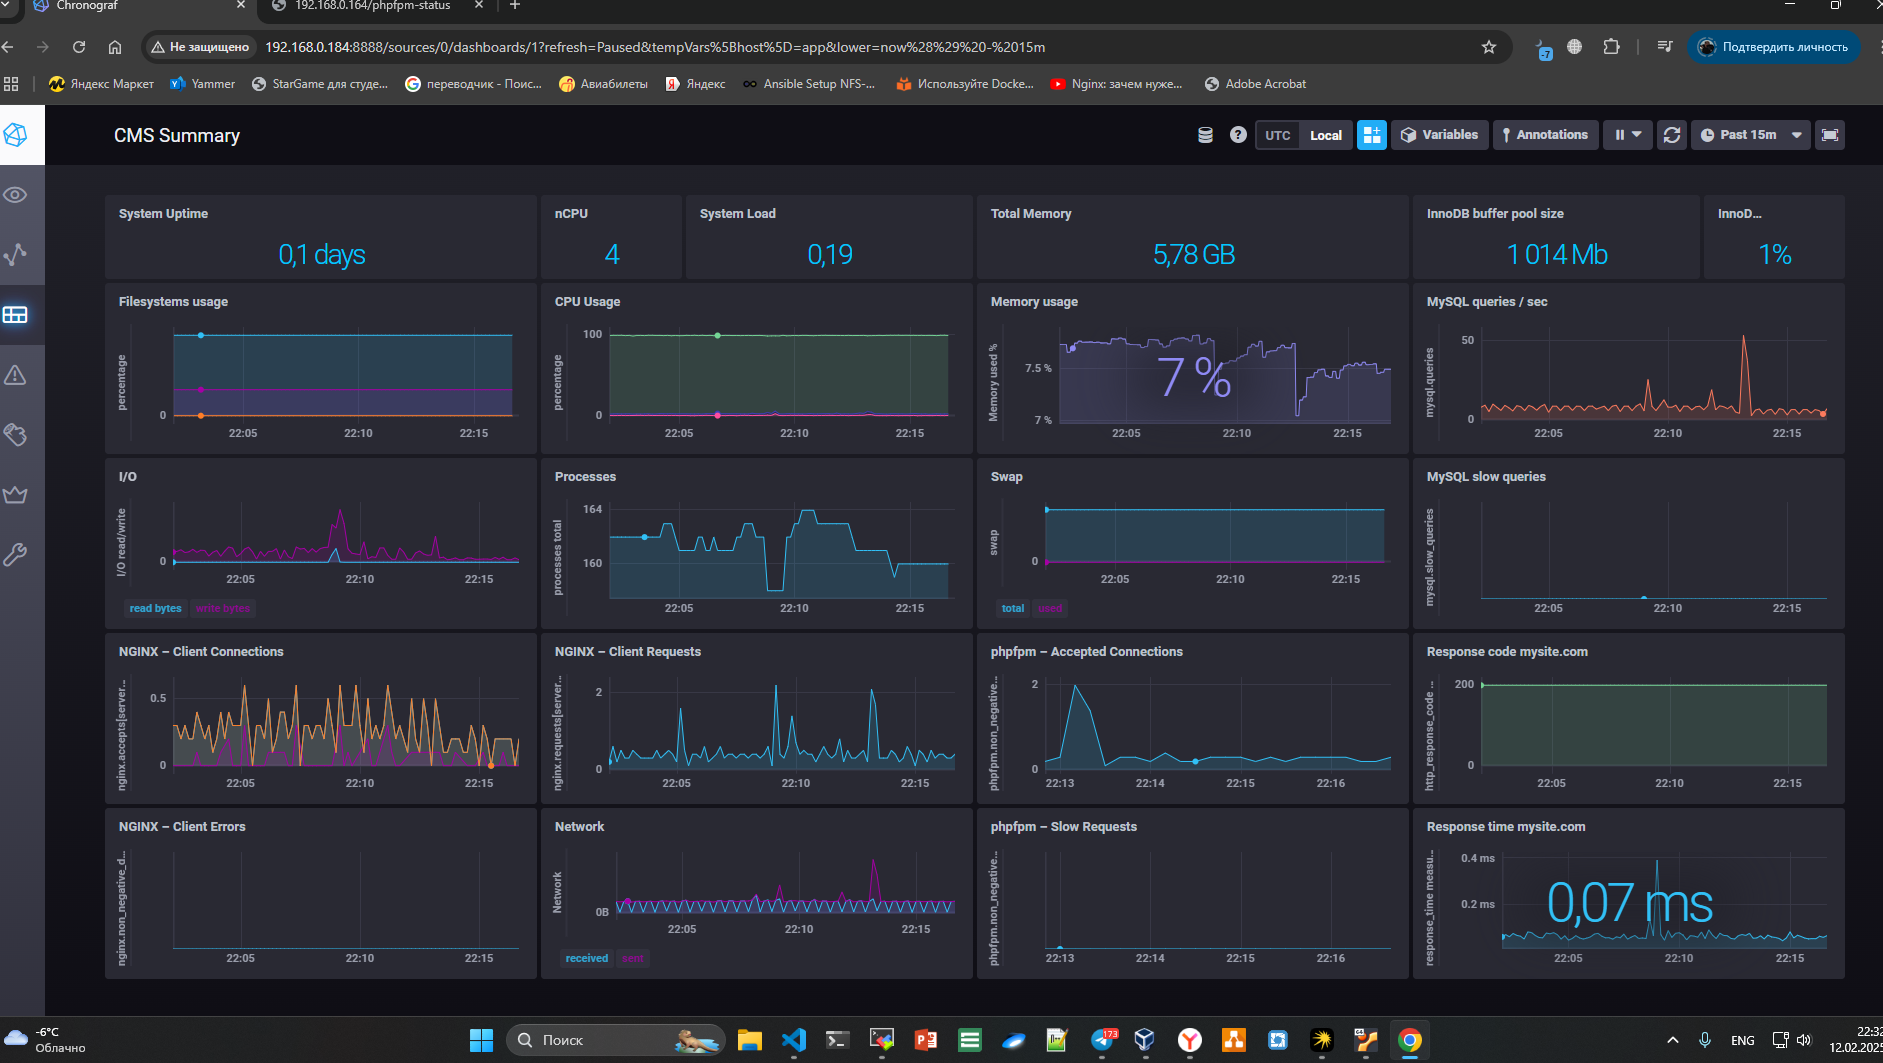 Chronograf
192.168.0.164/phpfpm-status
Не защищено
192.168.0.184:8888/sources/0/dashboards/1?refresh=Paused&tempVars%5Bhost%5D=app&lower=now%28%29%20-%2015m
-7
Подтвердить личность
Яндекс Маркет
Yammer
StarGame для студе...
переводчик - Поис...
Авиабилеты
Яндекс
Ansible Setup NFS-...
Используйте Docke...
Nginx: зачем нуже...
Adobe Acrobat
CMS Summary
UTC
Local
Variables
Annotations
Past 15m
System Uptime
0,1 days
nCPU
4
System Load
0,19
Total Memory
5,78 GB
InnoDB buffer pool size
1 014 Mb
InnoD...
1%
Filesystems usage
percentage
0
22:05
22:10
22:15
CPU Usage
percentage
100
0
22:05
22:10
22:15
Memory usage
Memory used %
7.5 %
7 %
7 %
22:05
22:10
22:15
MySQL queries / sec
mysql.queries
50
0
22:05
22:10
22:15
I/O
I/O read/write
0
22:05
22:10
22:15
read bytes
write bytes
Processes
processes total
164
160
22:05
22:10
22:15
Swap
swap
0
22:05
22:10
22:15
total
used
MySQL slow queries
mysql.slow_queries
22:05
22:10
22:15
NGINX – Client Connections
nginx.accepts[server...
0.5
0
22:05
22:10
22:15
NGINX – Client Requests
nginx.requests[server...
2
0
22:05
22:10
22:15
phpfpm – Accepted Connections
phpfpm.non_negative...
2
0
22:13
22:14
22:15
22:16
Response code mysite.com
http_response_code ...
200
0
22:05
22:10
22:15
NGINX – Client Errors
nginx.non_negative_d...
22:05
22:10
22:15
Network
Network
0B
22:05
22:10
22:15
received
sent
phpfpm – Slow Requests
phpfpm.non_negative...
22:13
22:14
22:15
22:16
Response time mysite.com
response_time measu...
0.4 ms
0.2 ms
0,07 ms
22:05
22:10
22:15
-6°C
Облачно
Поиск
173
ENG
22:32
12.02.2025